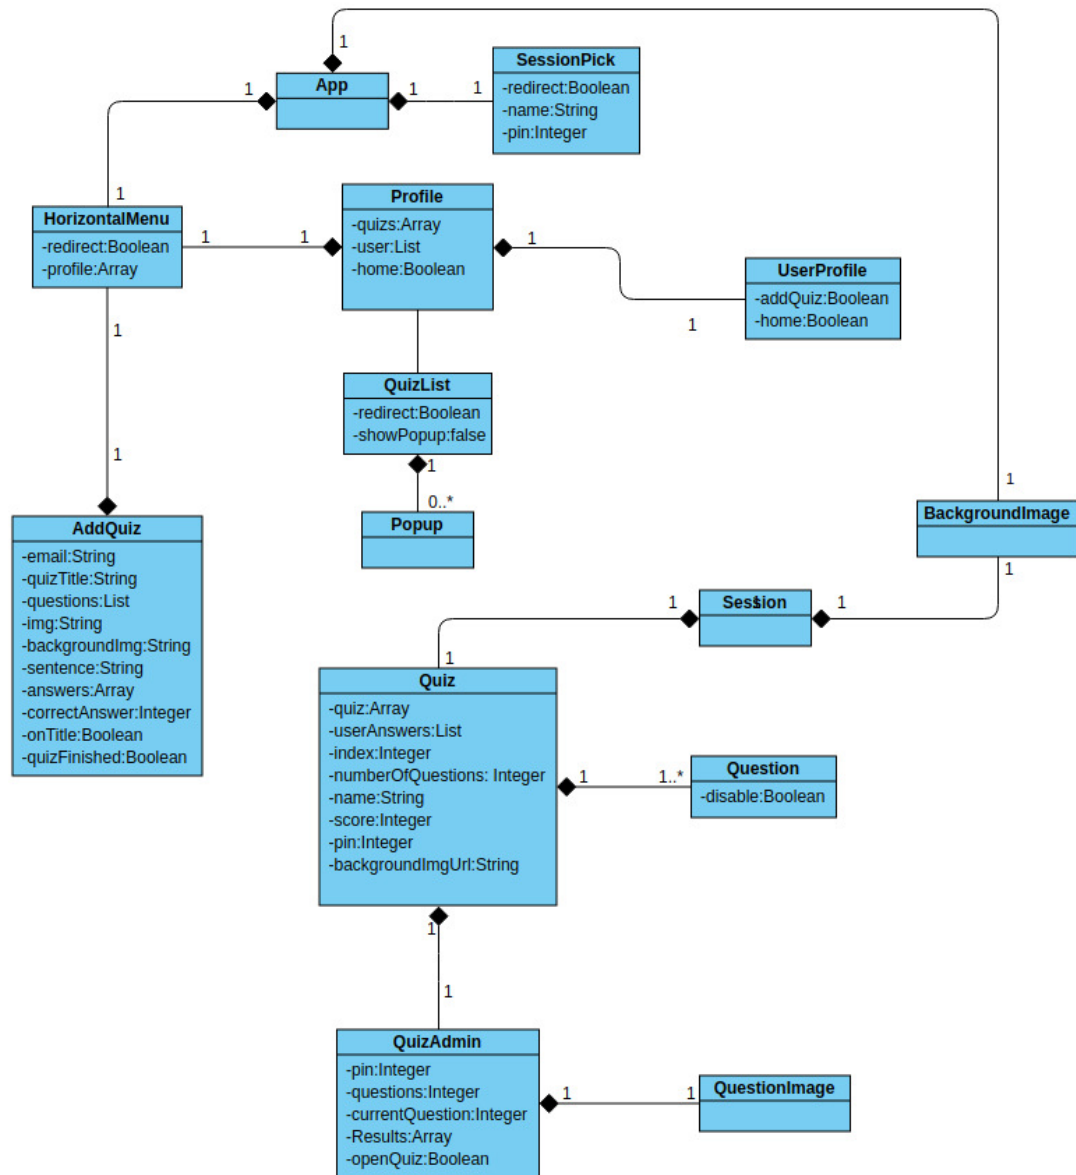 1
App
1
1
1
SessionPick
-redirect:Boolean
-name:String
-pin:Integer
1
HorizontalMenu
-redirect:Boolean
-profile:Array
1
1
Profile
-quizs:Array
-user:List
-home:Boolean
1
1
UserProfile
-addQuiz:Boolean
-home:Boolean
1
1
QuizList
-redirect:Boolean
-showPopup:false
1
0..*
Popup
AddQuiz
-email:String
-quizTitle:String
-questions:List
-img:String
-backgroundImg:String
-sentence:String
-answers:Array
-correctAnswer:Integer
-onTitle:Boolean
-quizFinished:Boolean
1
BackgroundImage
1
1
Session
1
1
1
Quiz
-quiz:Array
-userAnswers:List
-index:Integer
-numberOfQuestions: Integer
-name:String
-score:Integer
-pin:Integer
-backgroundImgUrl:String
1
1..*
Question
-disable:Boolean
1
1
QuizAdmin
-pin:Integer
-questions:Integer
-currentQuestion:Integer
-Results:Array
-openQuiz:Boolean
1
1
QuestionImage